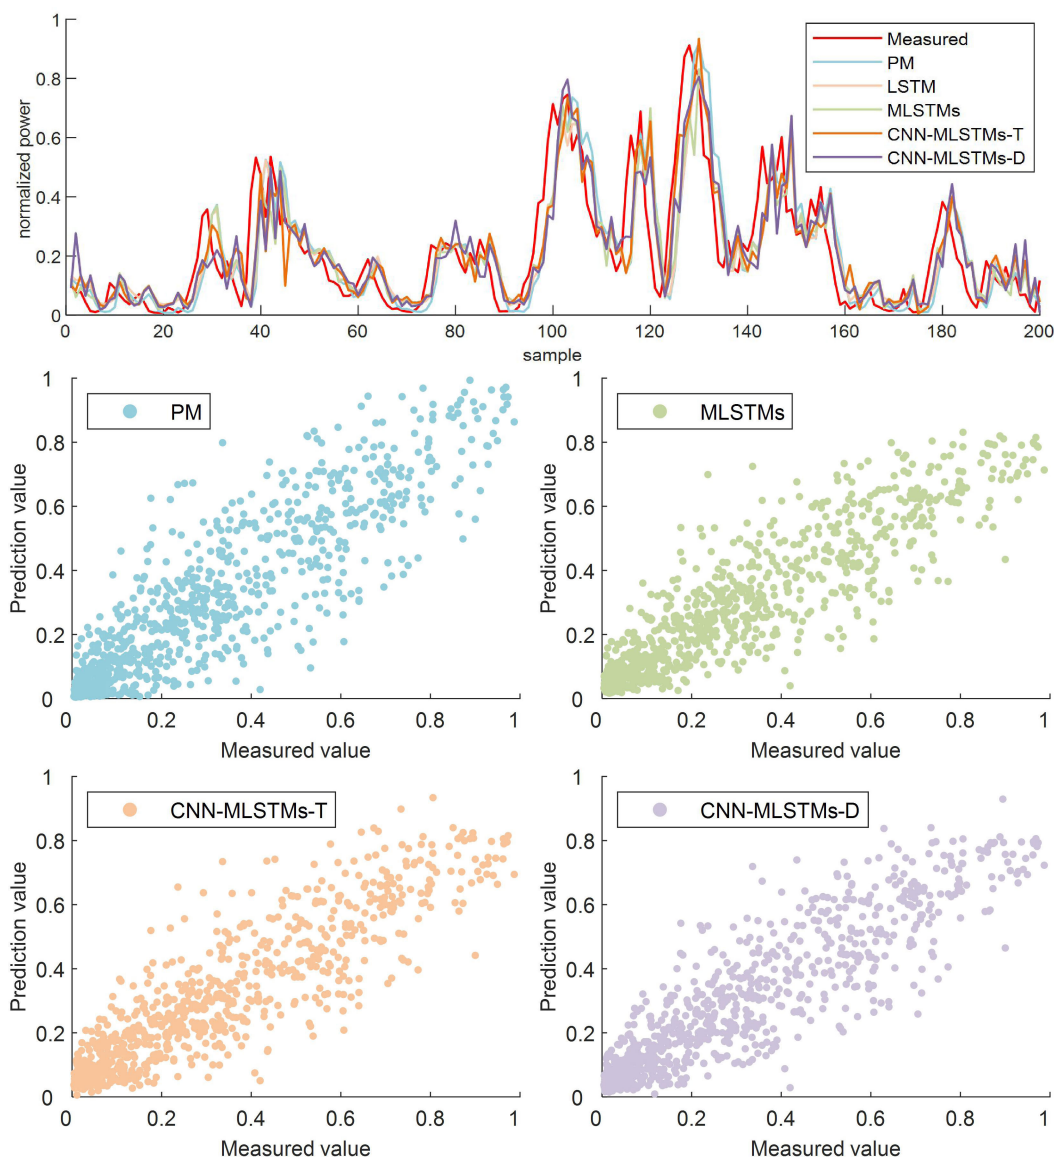 1
0.8
0.6
0.4
0.2
0
normalized power
0 20 40 60 80 100 120 140 160 180 200
sample
Measured
PM
LSTM
MLSTMs
CNN-MLSTMs-T
CNN-MLSTMs-D
1
0.8
0.6
0.4
0.2
0
Prediction value
PM
0 0.2 0.4 0.6 0.8 1
Measured value
1
0.8
0.6
0.4
0.2
0
Prediction value
MLSTMs
0 0.2 0.4 0.6 0.8 1
Measured value
1
0.8
0.6
0.4
0.2
0
Prediction value
CNN-MLSTMs-T
0 0.2 0.4 0.6 0.8 1
Measured value
1
0.8
0.6
0.4
0.2
0
Prediction value
CNN-MLSTMs-D
0 0.2 0.4 0.6 0.8 1
Measured value